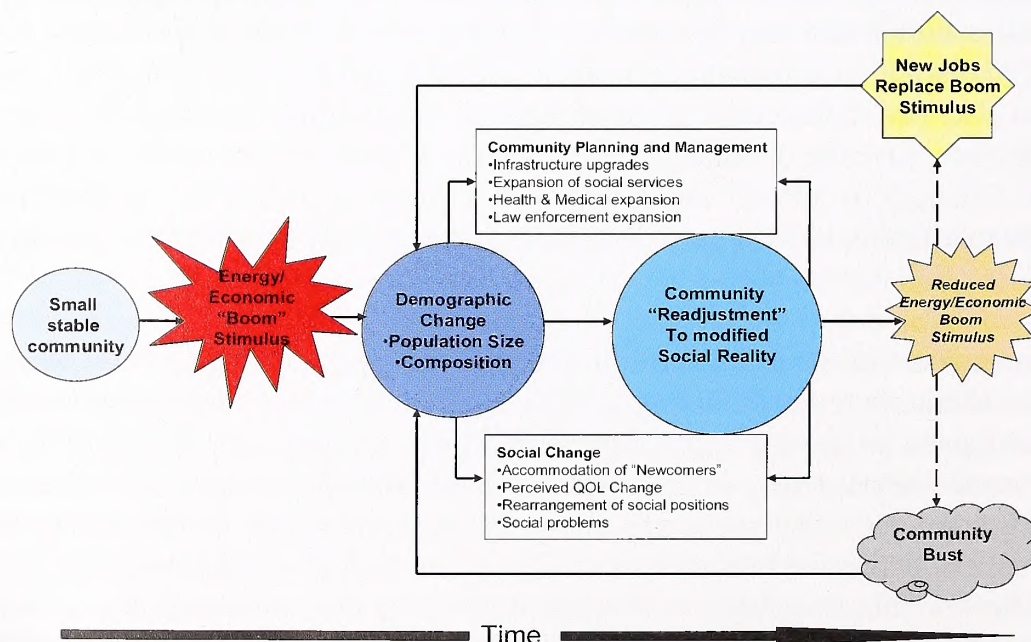 New Jobs
Replace Boom
Stimulus
Community Planning and Management
•Infrastructure upgrades
•Expansion of social services
•Health & Medical expansion
•Law enforcement expansion
Small
stable
community
Energy/
Economic
"Boom"
Stimulus
Demographic
Change
•Population Size
•Composition
Community
"Readjustment"
To modified
Social Reality
Reduced
Energy/Economic
Boom
Stimulus
Social Change
•Accommodation of "Newcomers"
•Perceived QOL Change
•Rearrangement of social positions
•Social problems
Community
Bust
Time